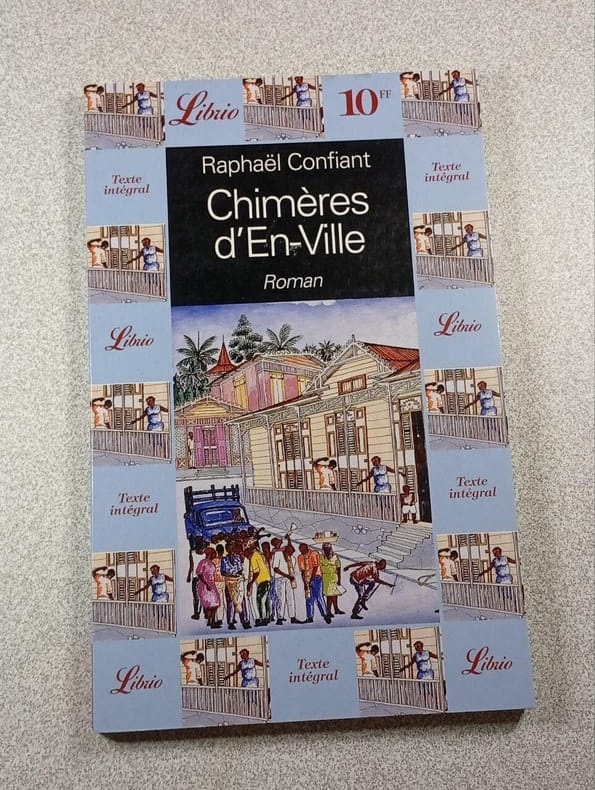 Librio
10FF
Raphaël Confiant
Chimères
d'En-Ville
Roman
Texte
intégral
Texte
intégral
Librio
Librio
Texte
intégral
Texte
intégral
Librio
Texte
intégral
Librio